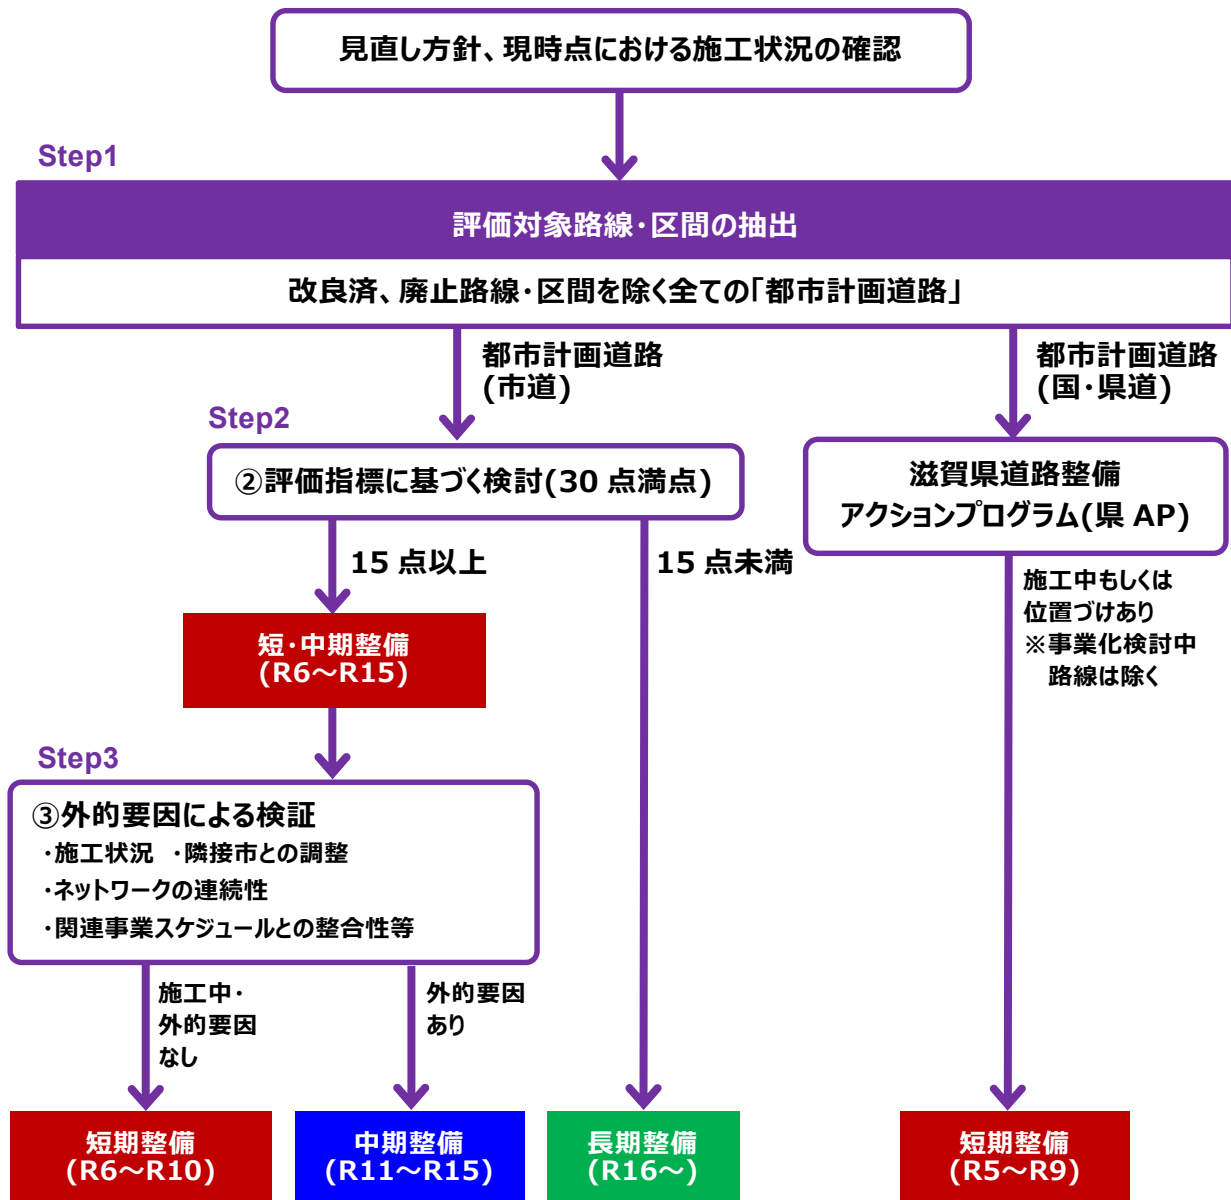 見直し方針、現時点における施工状況の確認
Step1
評価対象路線・区間の抽出
改良済、廃止路線・区間を除く全ての「都市計画道路」
都市計画道路
(市道)
都市計画道路
(国・県道)
Step2
②評価指標に基づく検討(30 点満点)
滋賀県道路整備
アクションプログラム(県 AP)
15 点以上
15 点未満
施工中もしくは
位置づけあり
※事業化検討中
路線は除く
短・中期整備
(R6～R15)
Step3
③外的要因による検証
・施工状況 ・隣接市との調整
・ネットワークの連続性
・関連事業スケジュールとの整合性等
施工中・
外的要因
なし
外的要因
あり
短期整備
(R6～R10)
中期整備
(R11～R15)
長期整備
(R16～)
短期整備
(R5～R9)